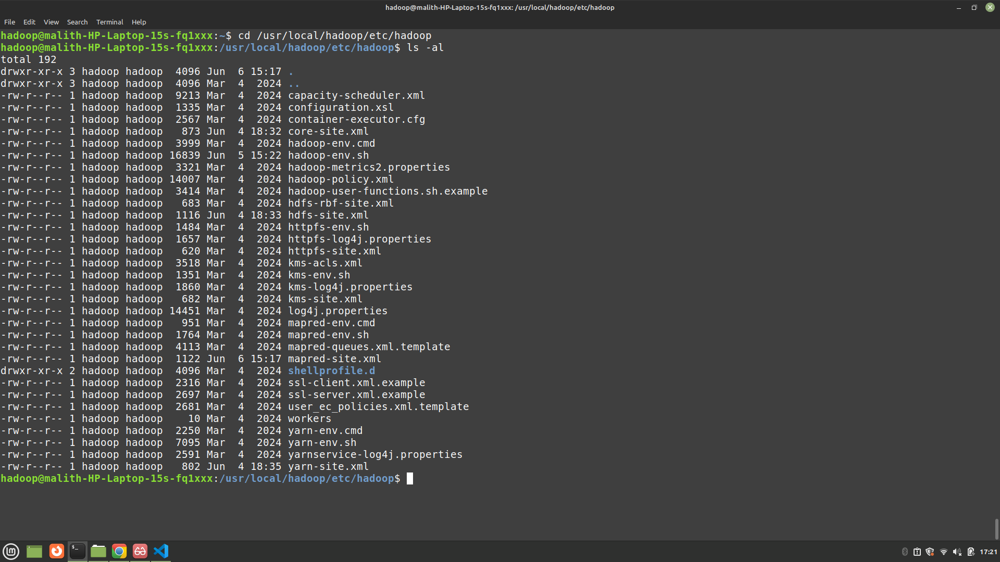 hadoop@malith-HP-Laptop-15s-fq1xxx: /usr/local/hadoop/etc/hadoop
File Edit View Search Terminal Help
hadoop@malith-HP-Laptop-15s-fq1xxx:~$ cd /usr/local/hadoop/etc/hadoop
hadoop@malith-HP-Laptop-15s-fq1xxx:/usr/local/hadoop/etc/hadoop$ ls -al
total 192
drwxr-xr-x 3 hadoop hadoop  4096 Jun  6 15:17 .
drwxr-xr-x 3 hadoop hadoop  4096 Mar  4  2024 ..
-rw-r--r-- 1 hadoop hadoop  9213 Mar  4  2024 capacity-scheduler.xml
-rw-r--r-- 1 hadoop hadoop  1335 Mar  4  2024 configuration.xsl
-rw-r--r-- 1 hadoop hadoop  2567 Mar  4  2024 container-executor.cfg
-rw-r--r-- 1 hadoop hadoop   873 Jun  4 18:32 core-site.xml
-rw-r--r-- 1 hadoop hadoop  3999 Mar  4  2024 hadoop-env.cmd
-rw-r--r-- 1 hadoop hadoop 16839 Jun  5 15:22 hadoop-env.sh
-rw-r--r-- 1 hadoop hadoop  3321 Mar  4  2024 hadoop-metrics2.properties
-rw-r--r-- 1 hadoop hadoop 14007 Mar  4  2024 hadoop-policy.xml
-rw-r--r-- 1 hadoop hadoop  3414 Mar  4  2024 hadoop-user-functions.sh.example
-rw-r--r-- 1 hadoop hadoop   683 Mar  4  2024 hdfs-rbf-site.xml
-rw-r--r-- 1 hadoop hadoop  1116 Jun  4 18:33 hdfs-site.xml
-rw-r--r-- 1 hadoop hadoop  1484 Mar  4  2024 httpfs-env.sh
-rw-r--r-- 1 hadoop hadoop  1657 Mar  4  2024 httpfs-log4j.properties
-rw-r--r-- 1 hadoop hadoop   620 Mar  4  2024 httpfs-site.xml
-rw-r--r-- 1 hadoop hadoop  3518 Mar  4  2024 kms-acls.xml
-rw-r--r-- 1 hadoop hadoop  1351 Mar  4  2024 kms-env.sh
-rw-r--r-- 1 hadoop hadoop  1860 Mar  4  2024 kms-log4j.properties
-rw-r--r-- 1 hadoop hadoop   682 Mar  4  2024 kms-site.xml
-rw-r--r-- 1 hadoop hadoop 14451 Mar  4  2024 log4j.properties
-rw-r--r-- 1 hadoop hadoop   951 Mar  4  2024 mapred-env.cmd
-rw-r--r-- 1 hadoop hadoop  1764 Mar  4  2024 mapred-env.sh
-rw-r--r-- 1 hadoop hadoop  4113 Mar  4  2024 mapred-queues.xml.template
-rw-r--r-- 1 hadoop hadoop  1122 Jun  6 15:17 mapred-site.xml
drwxr-xr-x 2 hadoop hadoop  4096 Mar  4  2024 shellprofile.d
-rw-r--r-- 1 hadoop hadoop  2316 Mar  4  2024 ssl-client.xml.example
-rw-r--r-- 1 hadoop hadoop  2697 Mar  4  2024 ssl-server.xml.example
-rw-r--r-- 1 hadoop hadoop  2681 Mar  4  2024 user_ec_policies.xml.template
-rw-r--r-- 1 hadoop hadoop    10 Mar  4  2024 workers
-rw-r--r-- 1 hadoop hadoop  2250 Mar  4  2024 yarn-env.cmd
-rw-r--r-- 1 hadoop hadoop  7095 Mar  4  2024 yarn-env.sh
-rw-r--r-- 1 hadoop hadoop  2591 Mar  4  2024 yarnservice-log4j.properties
-rw-r--r-- 1 hadoop hadoop   802 Jun  4 18:35 yarn-site.xml
hadoop@malith-HP-Laptop-15s-fq1xxx:/usr/local/hadoop/etc/hadoop$
17:21